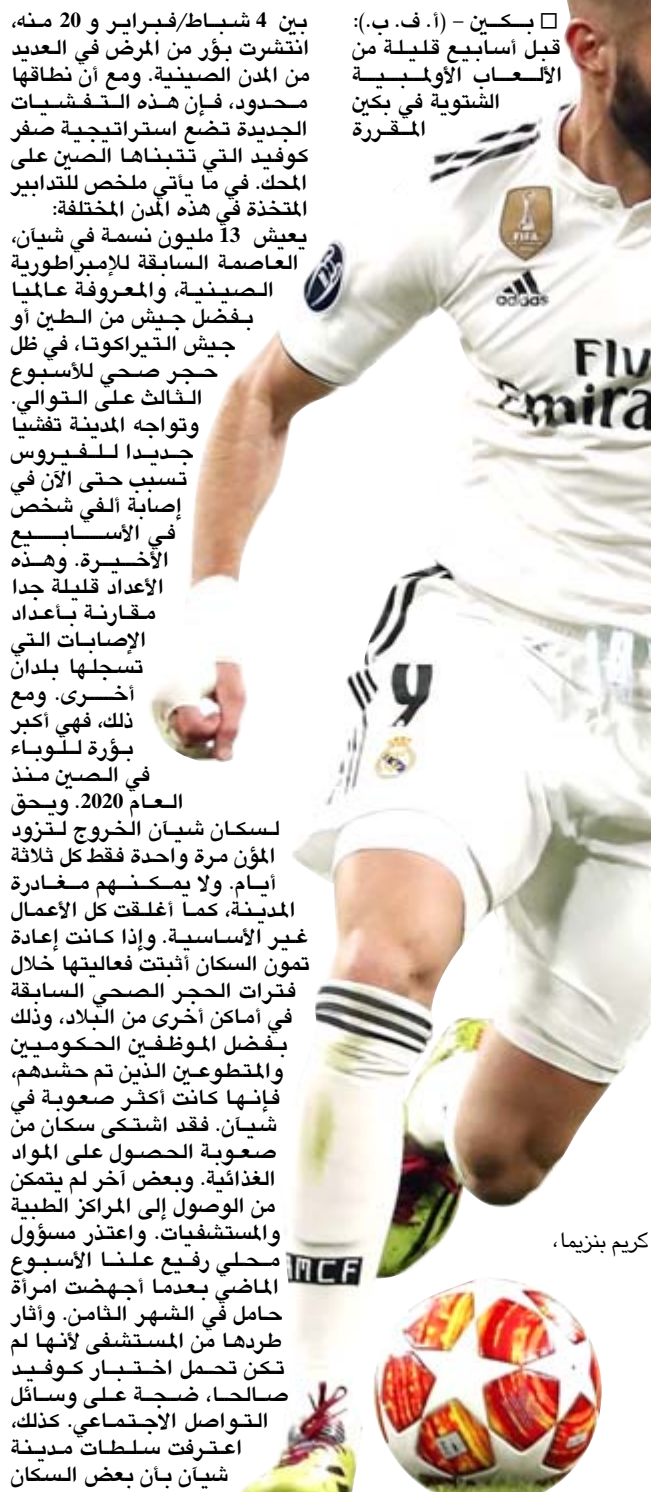 □ بكين – (أ. ف. ب.):
قبل أسابيع قليلة من
الألعاب الأولمبية
الشتوية في بكين
المقررة
بين 4 شباط/فبراير و 20 منه،
انتشرت بؤر من المرض في العديد
من المدن الصينية. ومع أن نطاقها
محدود، فإن هذه التفشيات
الجديدة تضع استراتيجية صفر
كوفيد التي تتبناها الصين على
المحك. في ما يأتي ملخص للتدابير
المتخذة في هذه المدن المختلفة:
يعيش 13 مليون نسمة في شيآن،
العاصمة السابقة للإمبراطورية
الصينية، والمعروفة عالميا
بفضل جيش من الطين أو
جيش التيراكوتا، في ظل
حجر صحي للأسبوع
الثالث على التوالي.
وتواجه المدينة تفشيا
جديدا للفيروس
تسبب حتى الآن في
إصابة ألفي شخص
في الأسابيع
الأخيرة. وهذه
الأعداد قليلة جدا
مقارنة بأعداد
الإصابات التي
تسجلها بلدان
أخرى. ومع
ذلك، فهي أكبر
بؤرة للوباء
في الصين منذ
العام 2020. ويحق
لسكان شيآن الخروج لتزود
المؤن مرة واحدة فقط كل ثلاثة
أيام. ولا يمكنهم مغادرة
المدينة، كما أغلقت كل الأعمال
غير الأساسية. وإذا كانت إعادة
تمون السكان أثبتت فعاليتها خلال
فترات الحجر الصحي السابقة
في أماكن أخرى من البلاد، وذلك
بفضل الموظفين الحكوميين
والمتطوعين الذين تم حشدهم،
فإنها كانت أكثر صعوبة في
شيآن. فقد اشتكى سكان من
صعوبة الحصول على المواد
الغذائية. وبعض آخر لم يتمكن
من الوصول إلى المراكز الطبية
والمستشفيات. واعتذر مسؤول
محلي رفيع علنا الأسبوع
الماضي بعدما أجهضت امرأة
حامل في الشهر الثامن. وأثار
طردها من المستشفى لأنها لم
تكن تحمل اختبار كوفيد
صالحا، ضجة على وسائل
التواصل الاجتماعي. كذلك،
اعترفت سلطات مدينة
شيآن بأن بعض السكان
FIFA
adidas
Fly
Emira
9
كريم بنزيما،
RMCF